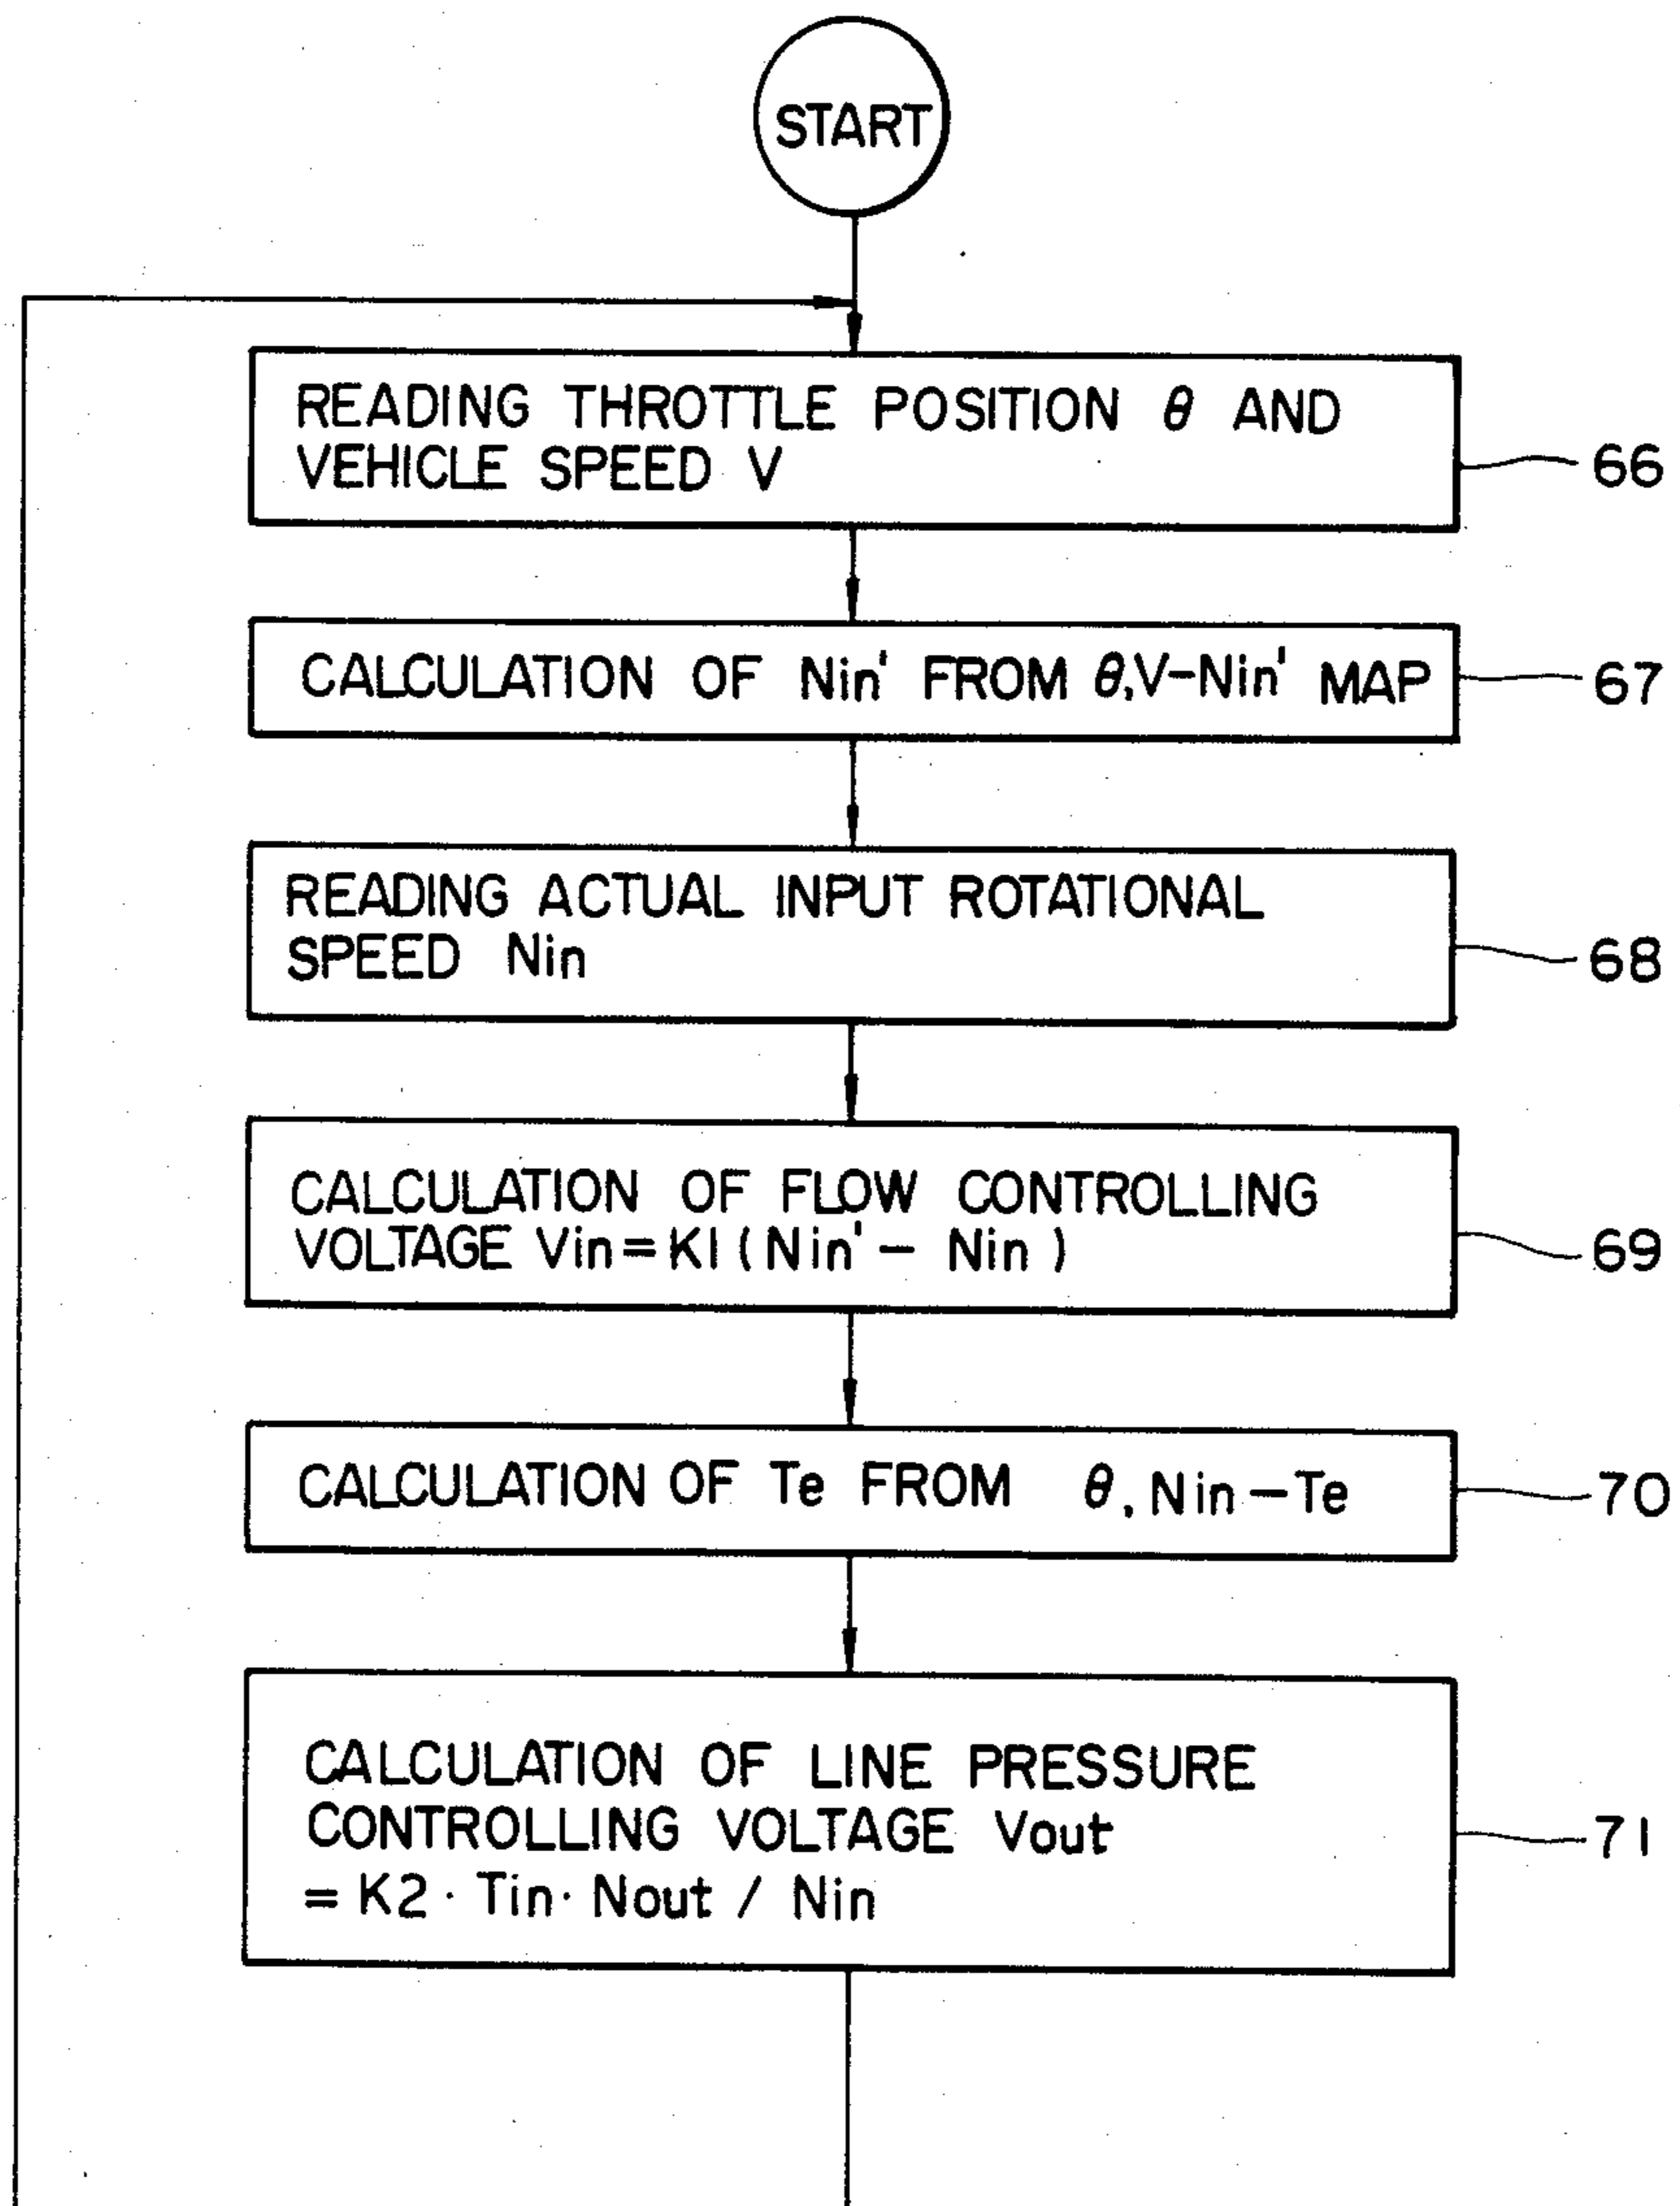 START
READING THROTTLE POSITION θ AND
VEHICLE SPEED V
66
CALCULATION OF Nin' FROM θ,V-Nin' MAP
67
READING ACTUAL INPUT ROTATIONAL
SPEED Nin
68
CALCULATION OF FLOW CONTROLLING
VOLTAGE Vin=K1(Nin'- Nin)
69
CALCULATION OF Te FROM θ, Nin-Te
70
CALCULATION OF LINE PRESSURE
CONTROLLING VOLTAGE Vout
= K2· Tin· Nout / Nin
71